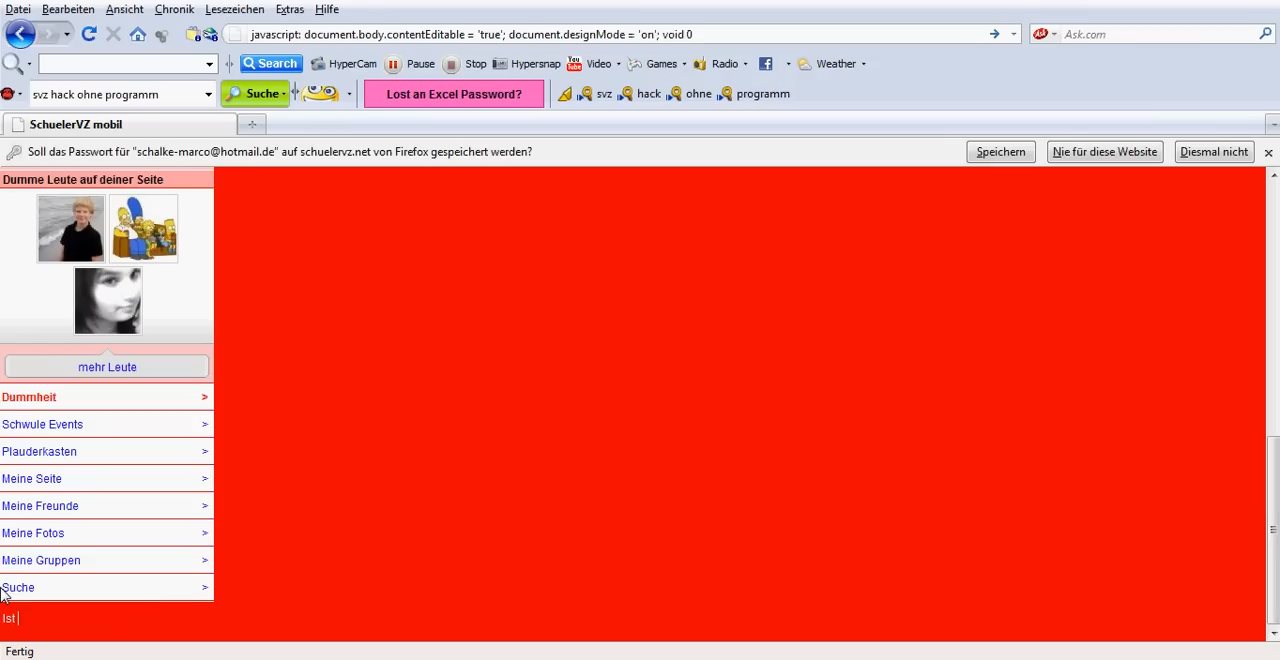 Datei Bearbeiten Ansicht Chronik Lesezeichen Extras Hilfe
javascript: document.body.contentEditable = 'true'; document.designMode = 'on'; void 0
Ask Ask.com
Search HyperCam Pause Stop Hypersnap You Tube Video Games Radio f Weather
svz hack ohne programm Suche Lost an Excel Password? svz hack ohne programm
SchuelerVZ mobil
Soll das Passwort für "schalke-marco@hotmail.de" auf schuelervz.net von Firefox gespeichert werden? Speichern Nie für diese Website Diesmal nicht
Dumme Leute auf deiner Seite
mehr Leute
Dummheit >
Schwule Events >
Plauderkasten >
Meine Seite >
Meine Freunde >
Meine Fotos >
Meine Gruppen >
Suche >
Ist
Fertig